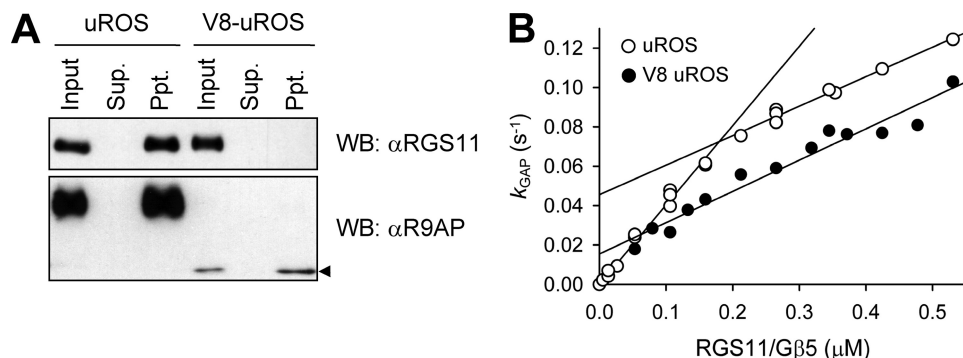 A
uROS V8-uROS
Input Sup. Ppt. Input Sup. Ppt.
WB: αRGS11
WB: αR9AP
B
uROS
V8 uROS
kGAP (s-1)
0.12
0.10
0.08
0.06
0.04
0.02
0.00
0.0 0.1 0.2 0.3 0.4 0.5
RGS11/Gβ5 (μM)